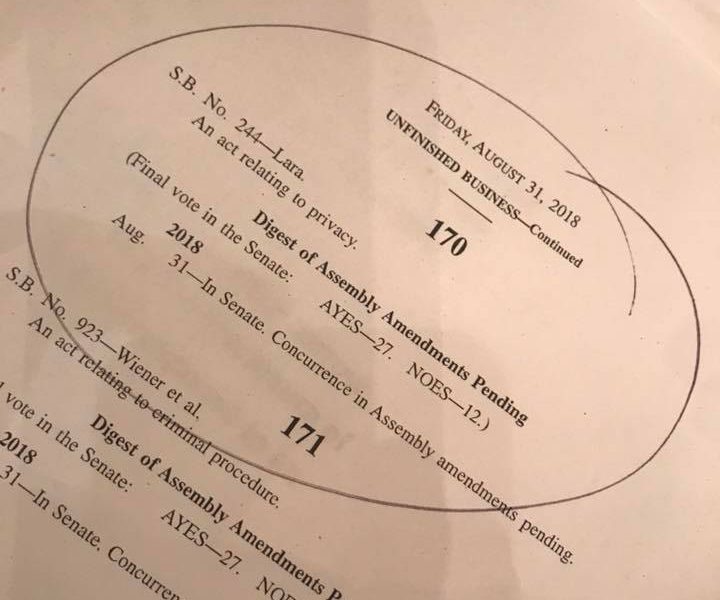 FRIDAY, AUGUST 31, 2018
UNFINISHED BUSINESS—Continued
170
S.B. No. 244—Lara.
An act relating to privacy.
Digest of Assembly Amendments Pending
(Final vote in the Senate: AYES—27. NOES—12.)
2018
Aug. 31—In Senate. Concurrence in Assembly amendments pending.
171
S.B. No. 923—Wiener et al.
An act relating to criminal procedure.
Digest of Assembly Amendments P
vote in the Senate: AYES—27.
2018
31—In Senate. Concurren